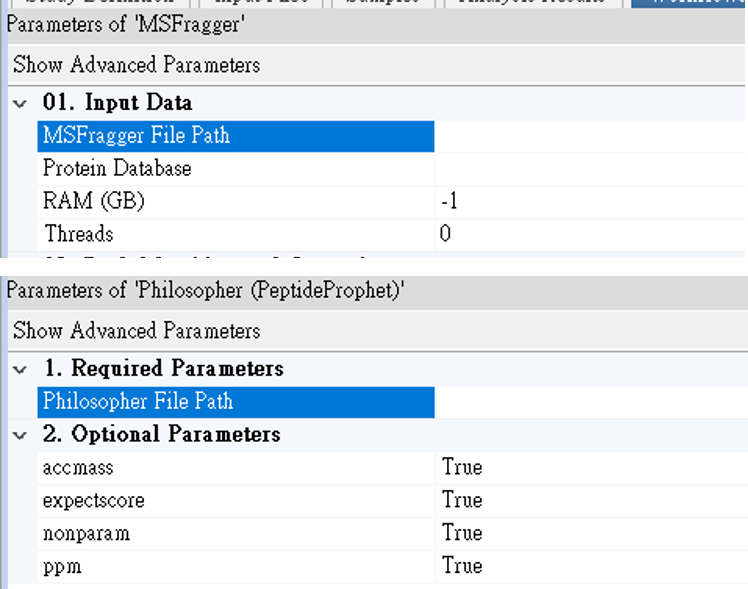 Parameters of 'MSFragger'
Show Advanced Parameters
01. Input Data
MSFragger File Path
Protein Database
RAM (GB) -1
Threads 0
Parameters of 'Philosopher (PeptideProphet)'
Show Advanced Parameters
1. Required Parameters
Philosopher File Path
2. Optional Parameters
accmass True
expectscore True
nonparam True
ppm True